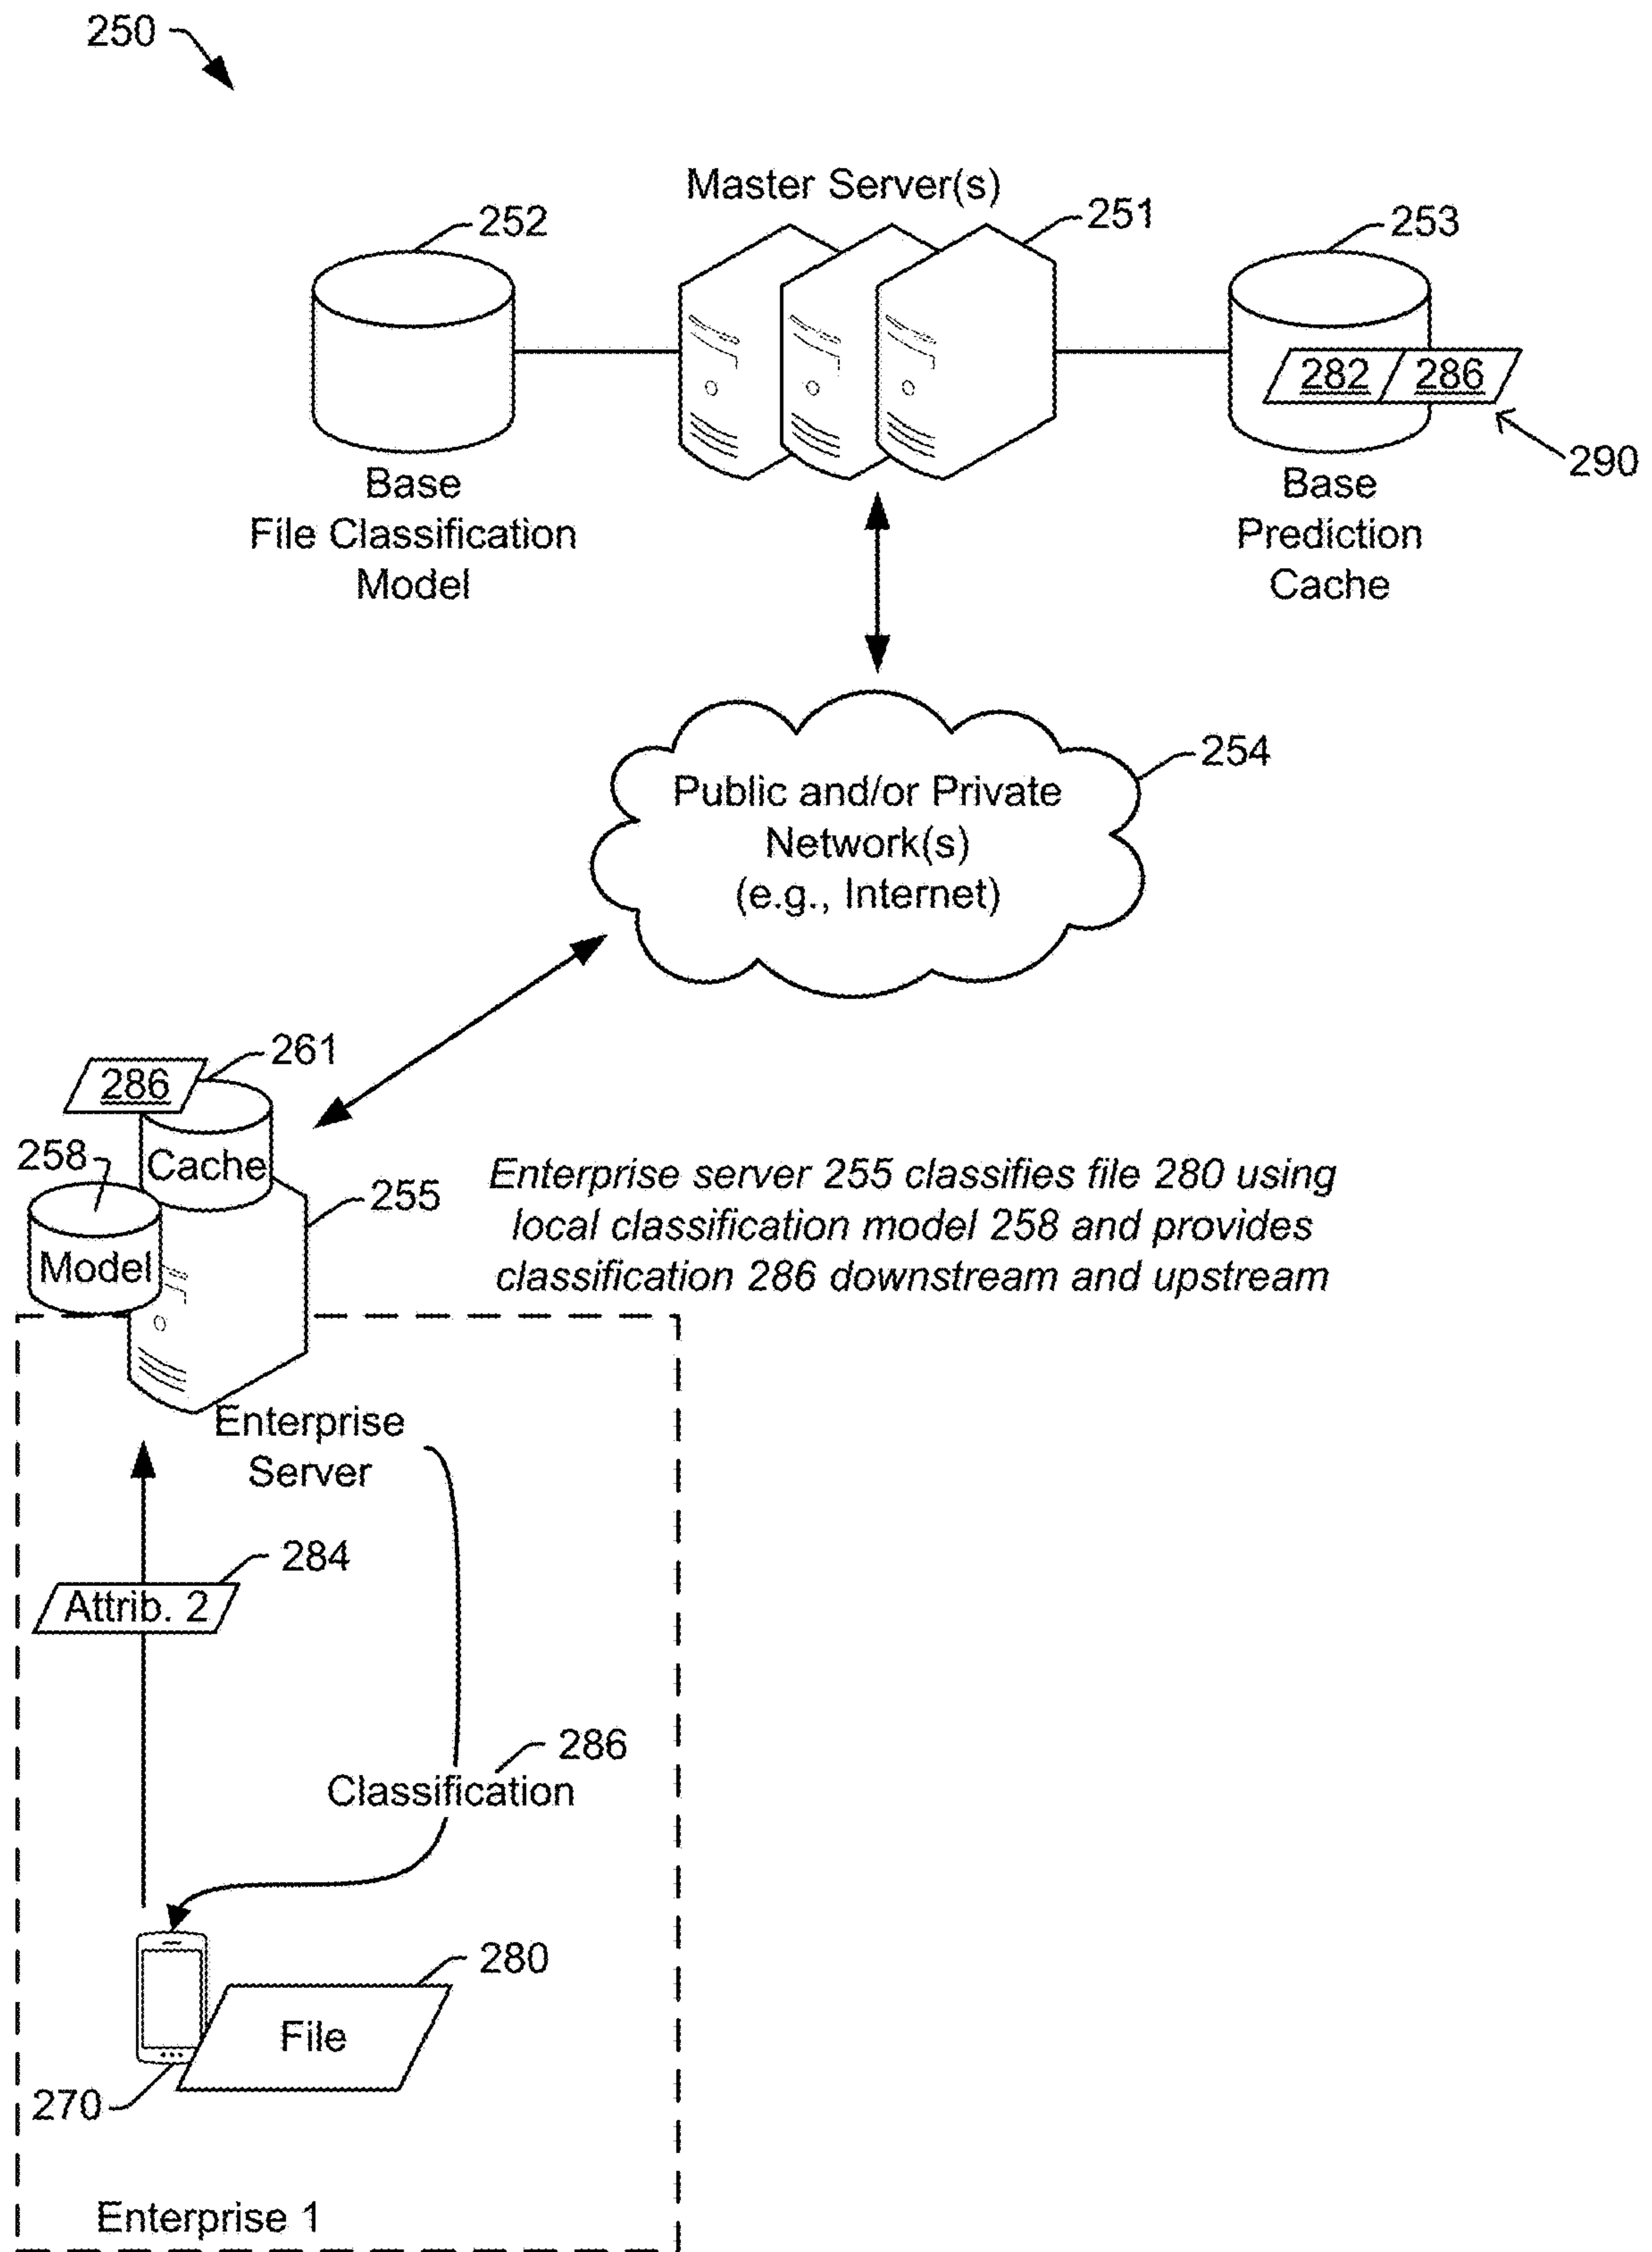 250
Master Server(s)
252
251
253
282 286
290
Base
File Classification
Model
Base
Prediction
Cache
254
Public and/or Private
Network(s)
(e.g., Internet)
261
286
258
Cache
255
Model
Enterprise server 255 classifies file 280 using
local classification model 258 and provides
classification 286 downstream and upstream
Enterprise
Server
284
Attrib. 2
286
Classification
280
File
270
Enterprise 1